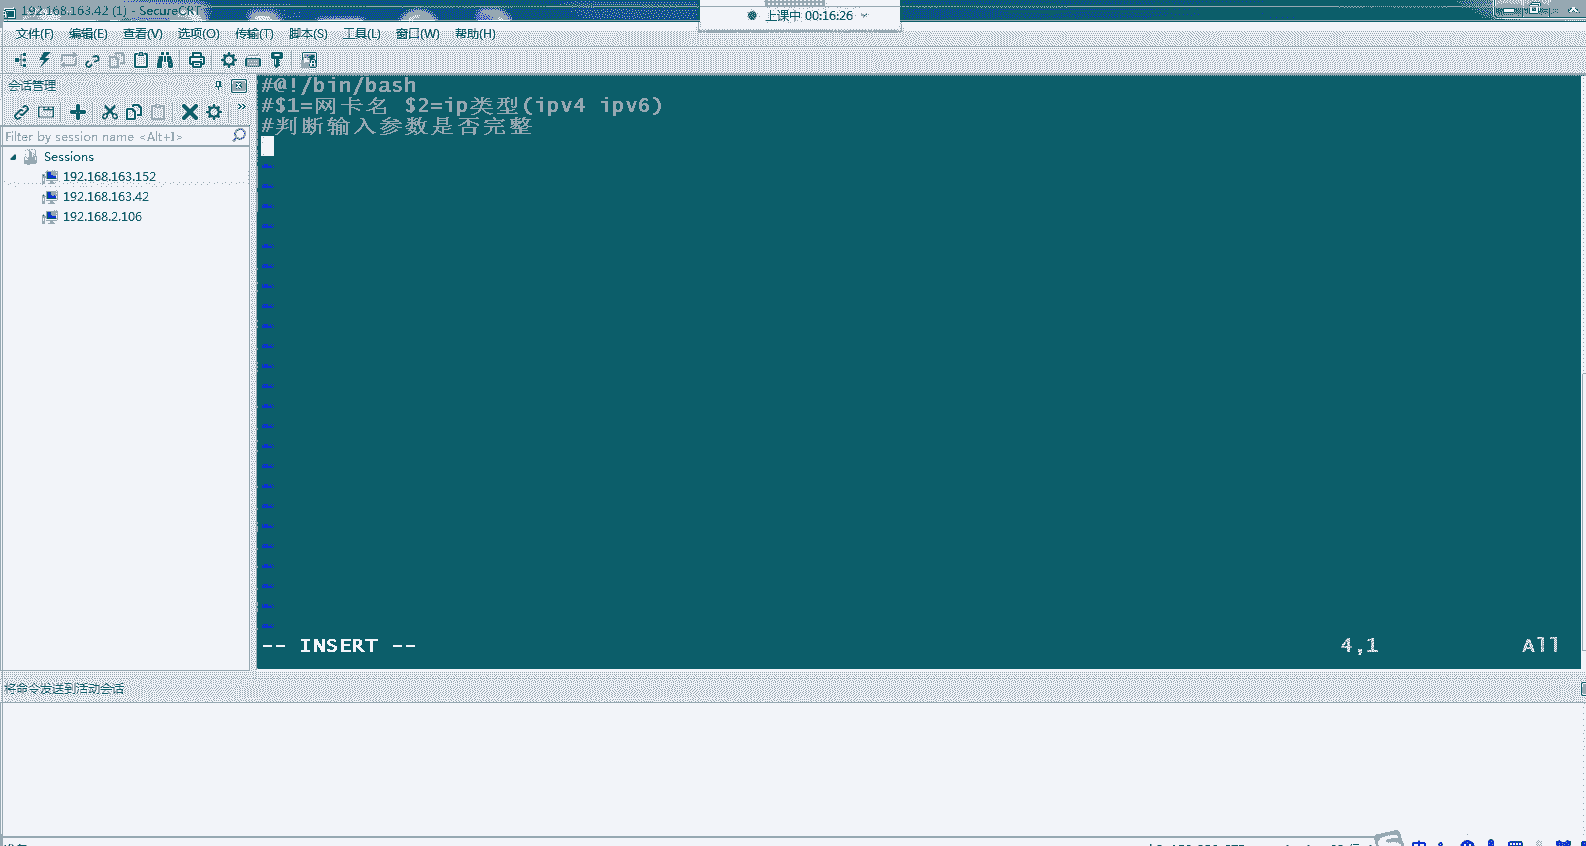 192.168.163.42 (1) - SecureCRT
上课中 00:16:26
文件(F) 编辑(E) 查看(V) 选项(O) 传输(T) 脚本(S) 工具(L) 窗口(W) 帮助(H)
会话管理
Filter by session name <Alt+I>
Sessions
192.168.163.152
192.168.163.42
192.168.2.106
#@!/bin/bash
#$1=网卡名 $2=ip类型(ipv4 ipv6)
#判断输入参数是否完整
-- INSERT -- 4,1 All
将命令发送到活动会话